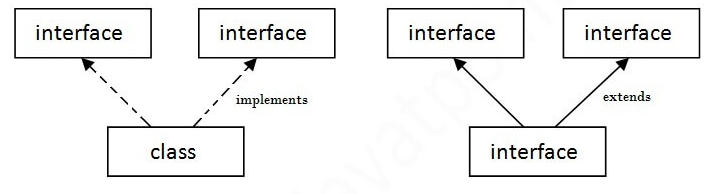 interface interface interface interface
implements extends
class interface